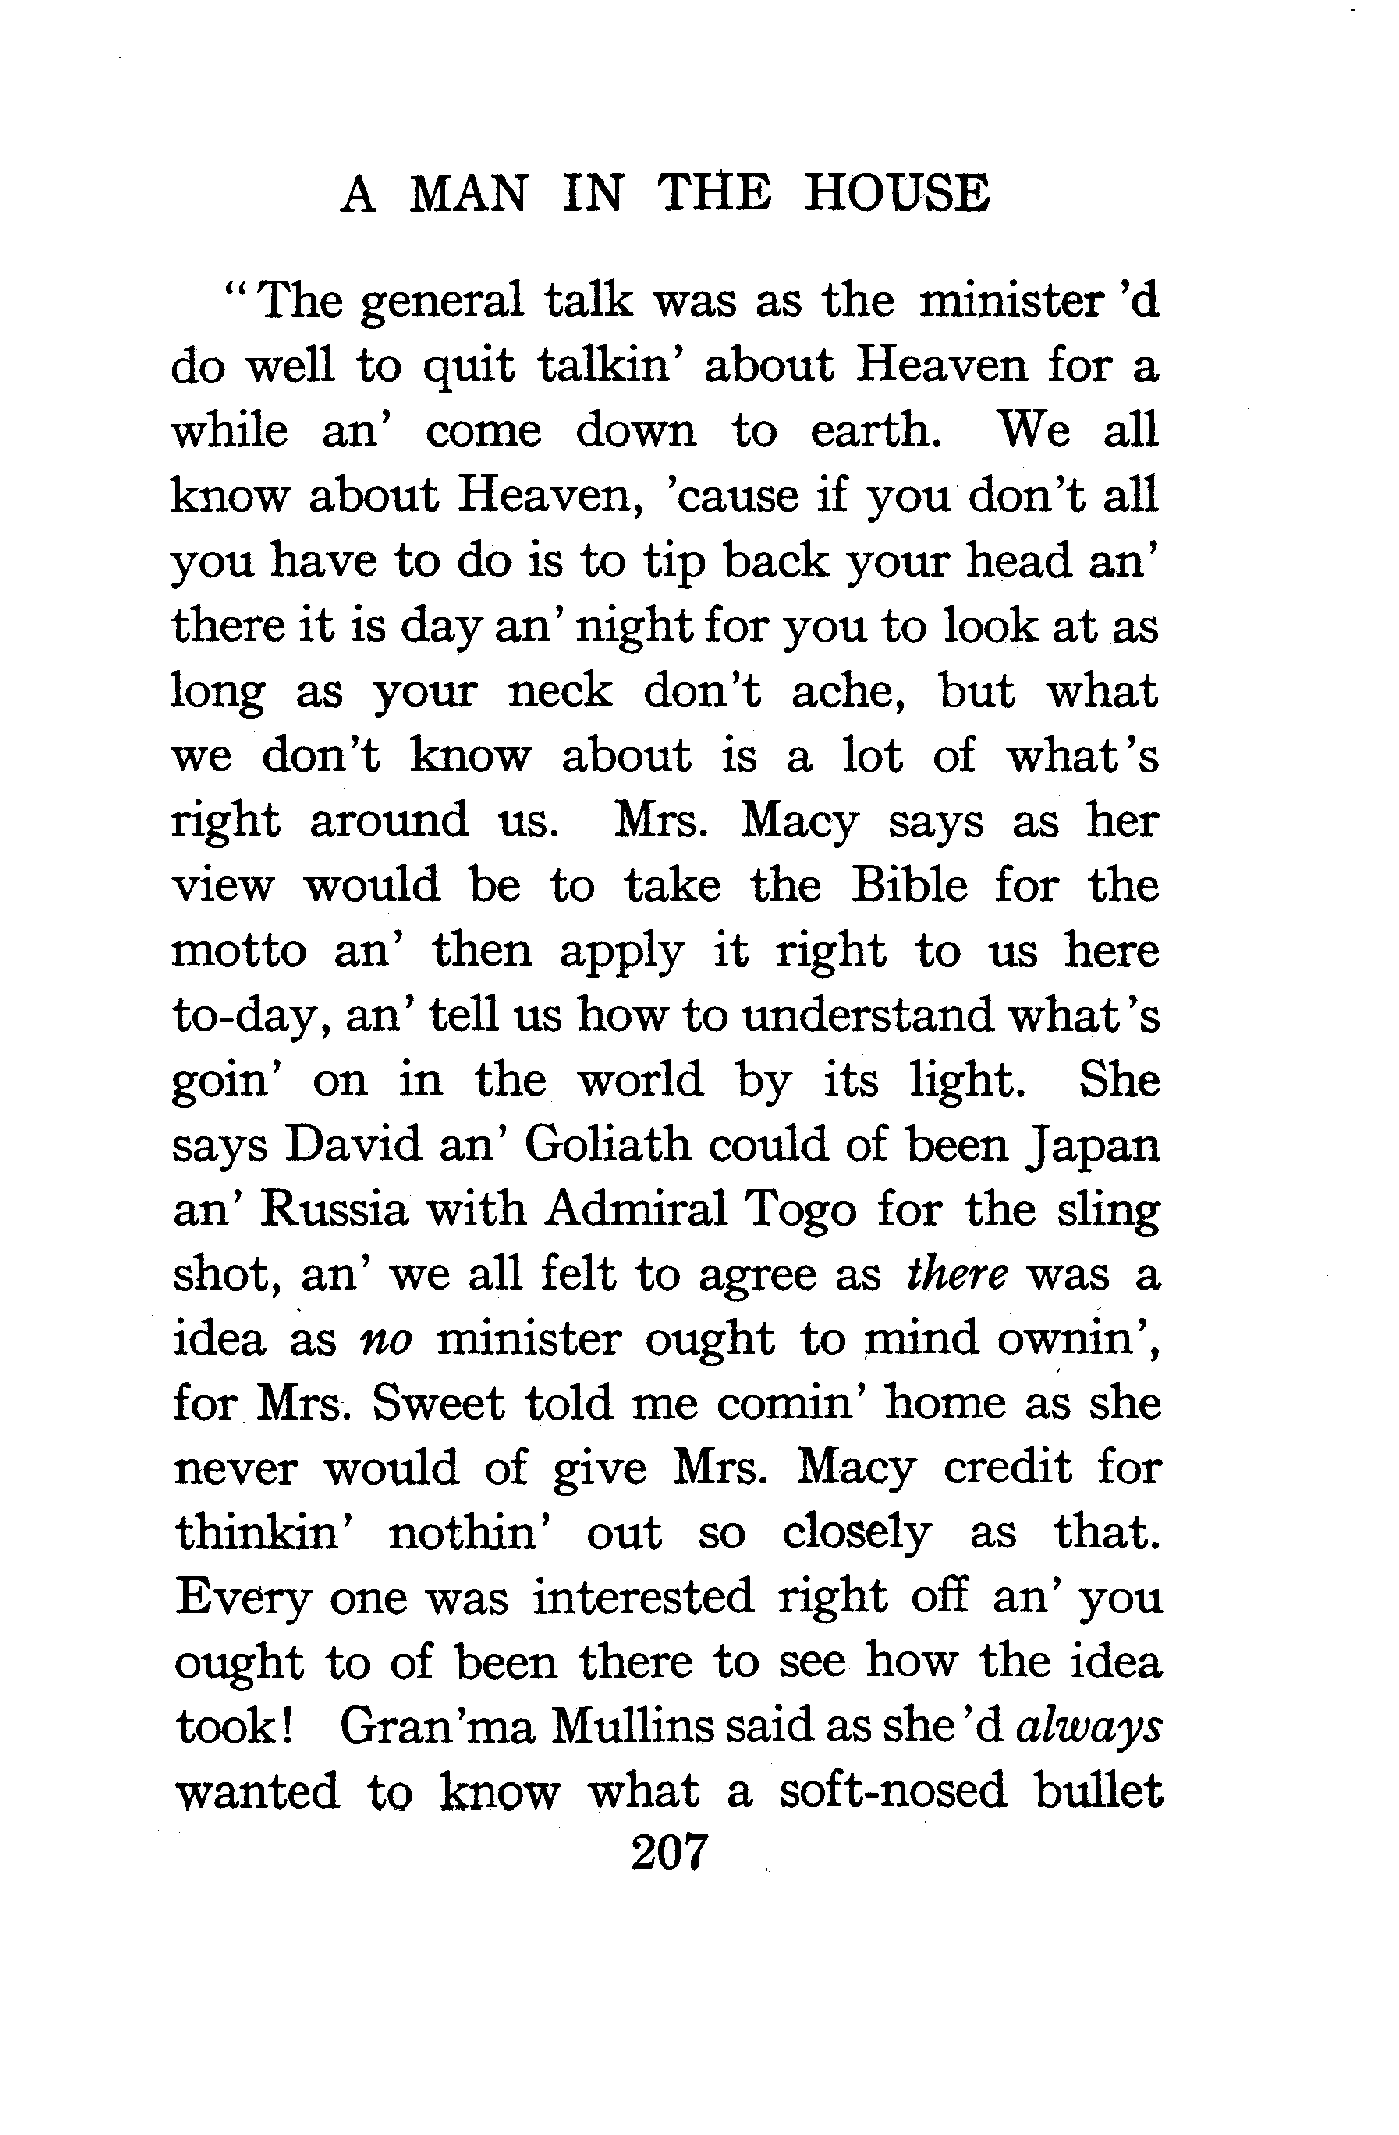 A MAN IN THE HOUSE
"The general talk was as the minister 'd
do well to quit talkin' about Heaven for a
while an' come down to earth. We all
know about Heaven, 'cause if you don't all
you have to do is to tip back your head an'
there it is day an' night for you to look at as
long as your neck don't ache, but what
we don't know about is a lot of what's
right around us. Mrs. Macy says as her
view would be to take the Bible for the
motto an' then apply it right to us here
to-day, an' tell us how to understand what's
goin' on in the world by its light. She
says David an' Goliath could of been Japan
an' Russia with Admiral Togo for the sling
shot, an' we all felt to agree as there was a
idea as no minister ought to mind ownin',
for Mrs. Sweet told me comin' home as she
never would of give Mrs. Macy credit for
thinkin' nothin' out so closely as that.
Every one was interested right off an' you
ought to of been there to see how the idea
took! Gran'ma Mullins said as she'd always
wanted to know what a soft-nosed bullet
207